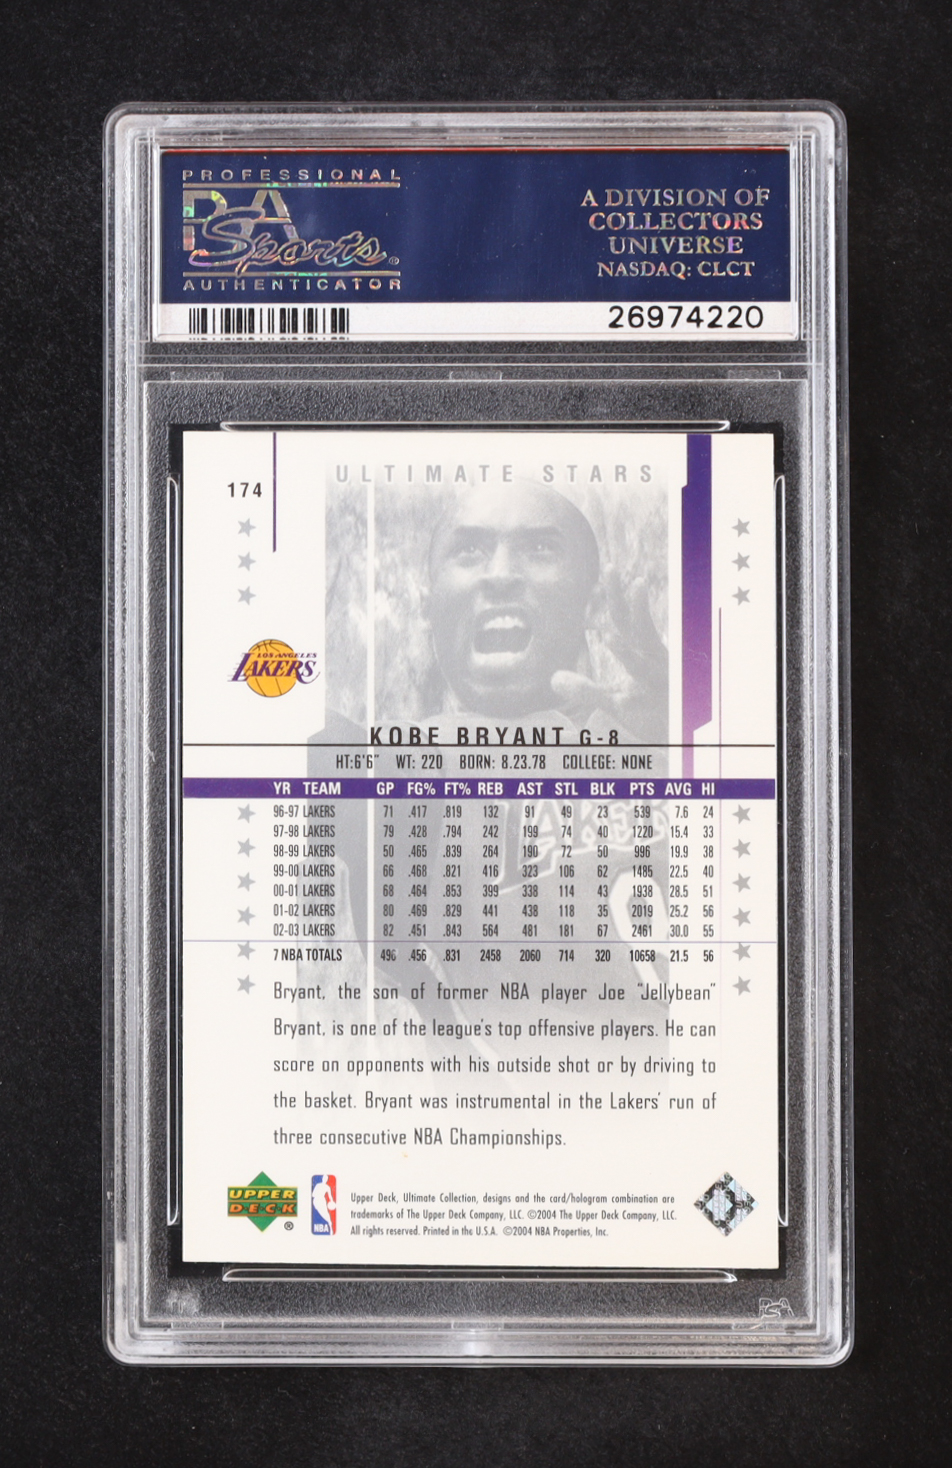 PROFESSIONAL
PSA
Sports
AUTHENTICATOR
A DIVISION OF
COLLECTORS
UNIVERSE
NASDAQ: CLCT
26974220
174
ULTIMATE STARS
LOS ANGELES
LAKERS
KOBE BRYANT G-8
HT:6'6" WT: 220 BORN: 8.23.78 COLLEGE: NONE
YR TEAM GP FG% FT% REB AST STL BLK PTS AVG HI
96-97 LAKERS 71 .417 .819 132 91 49 23 539 7.6 24
97-98 LAKERS 79 .428 .794 242 199 74 40 1220 15.4 33
98-99 LAKERS 50 .465 .839 264 190 72 50 996 19.9 38
99-00 LAKERS 66 .468 .821 416 323 106 62 1485 22.5 40
00-01 LAKERS 68 .464 .853 399 338 114 43 1938 28.5 51
01-02 LAKERS 80 .469 .829 441 438 118 35 2019 25.2 56
02-03 LAKERS 82 .451 .843 564 481 181 67 2461 30.0 55
7 NBA TOTALS 496 .456 .831 2458 2060 714 320 10658 21.5 56
Bryant, the son of former NBA player Joe "Jellybean"
Bryant, is one of the league's top offensive players. He can
score on opponents with his outside shot or by driving to
the basket. Bryant was instrumental in the Lakers' run of
three consecutive NBA Championships.
UPPER
DECK
®
NBA
Upper Deck, Ultimate Collection, designs and the card/hologram combination are
trademarks of The Upper Deck Company, LLC. ©2004 The Upper Deck Company, LLC.
All rights reserved. Printed in the U.S.A. ©2004 NBA Properties, Inc.
PSA